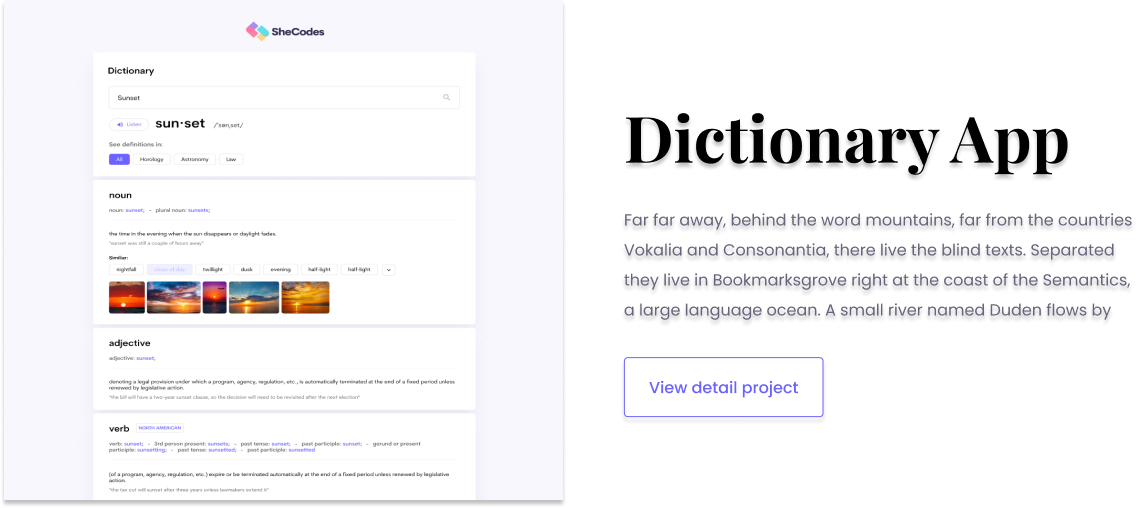 SheCodes
Dictionary
Sunset
Listen sun·set /ˈsənˌset/
See definitions in:
All Horology Astronomy Law
noun
noun: sunset; - plural noun: sunsents;
the time in the evening when the sun disappears or daylight fades.
"sunset was still a couple of hours away"
Similar:
nightfall close of day twilight dusk evening half-light half-light
adjective
adjective: sunset;
denoting a legal provision under which a program, agency, regulation, etc., is automatically terminated at the end of a fixed period unless
renewed by legislative action.
"the bill will have a two-year sunset clause, so the decision will need to be revisited after the next election"
verb NORTH AMERICAN
verb: sunset; - 3rd person present: sunsets; - past tense: sunset; - past participle: sunset; - gerund or present
participle: sunsetting; - past tense: sunsetted; - past participle: sunsetted
(of a program, agency, regulation, etc.) expire or be terminated automatically at the end of a fixed period unless renewed by legislative
action.
"the tax cut will sunset after three years unless lawmakers extend it"
Dictionary App
Far far away, behind the word mountains, far from the countries
Vokalia and Consonantia, there live the blind texts. Separated
they live in Bookmarksgrove right at the coast of the Semantics,
a large language ocean. A small river named Duden flows by
View detail project